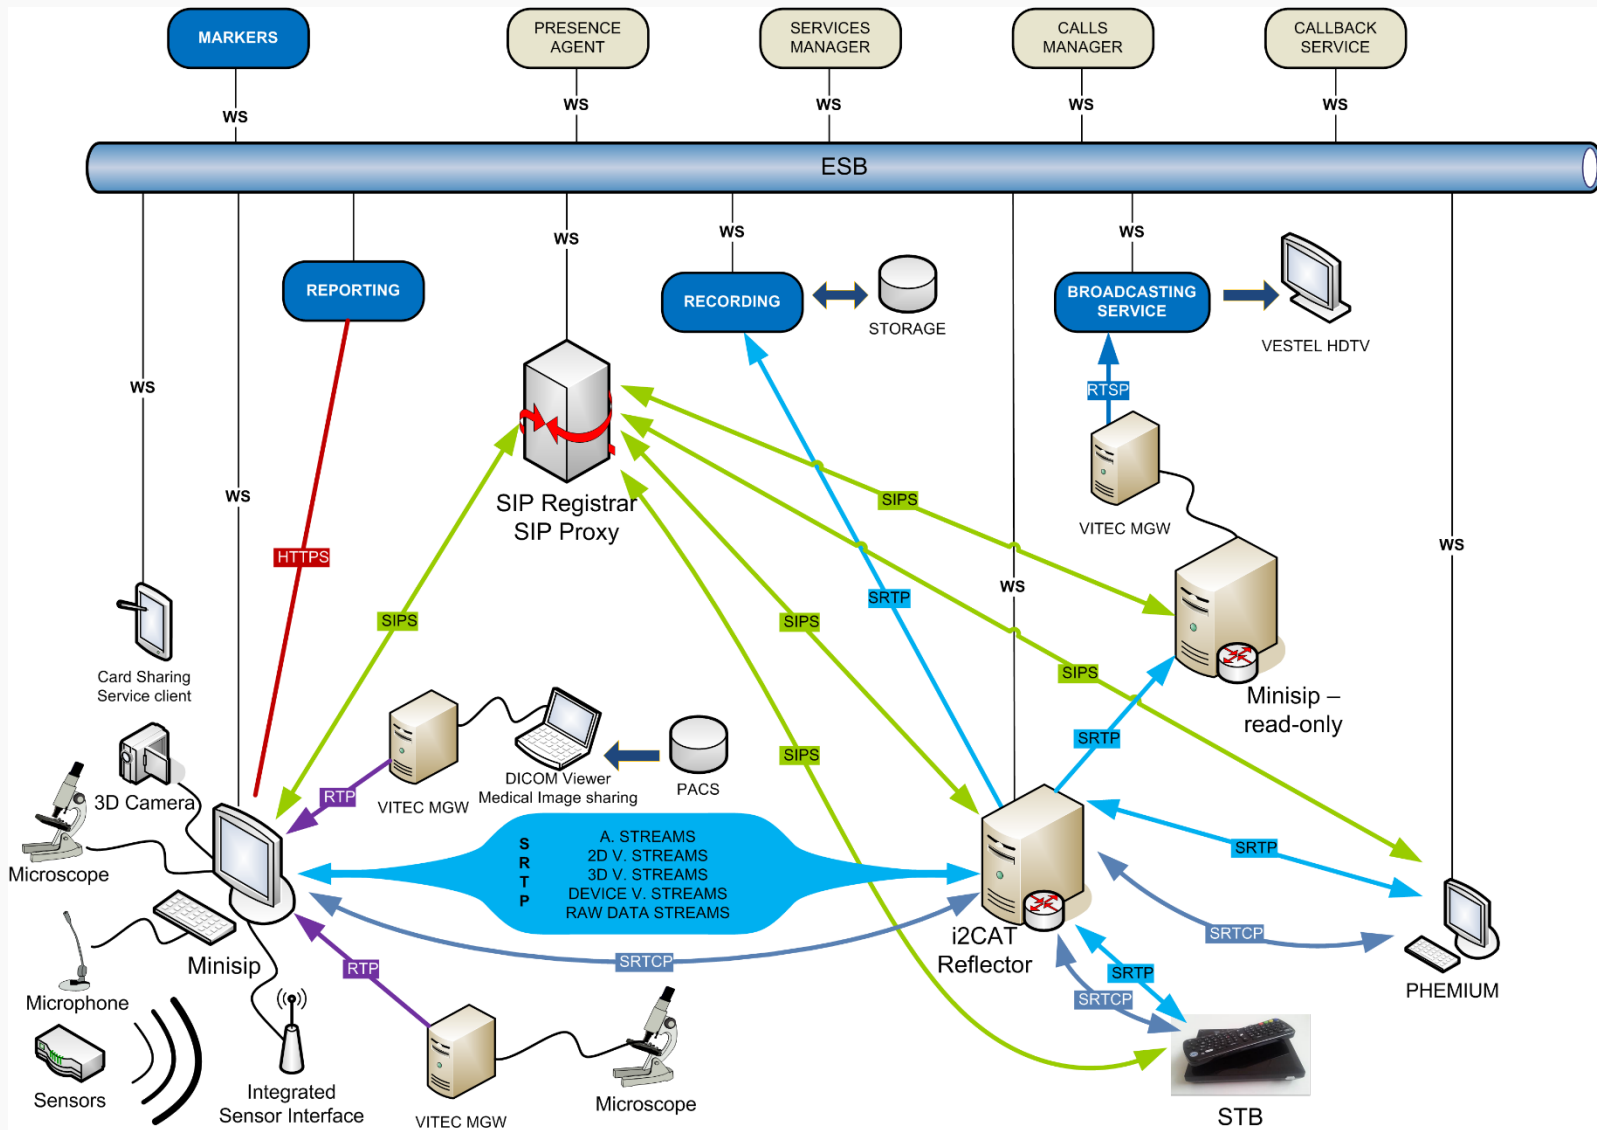 MARKERS
PRESENCE
AGENT
SERVICES
MANAGER
CALLS
MANAGER
CALLBACK
SERVICE
WS
WS
WS
WS
WS
ESB
WS
WS
WS
REPORTING
RECORDING
STORAGE
BROADCASTING
SERVICE
VESTEL HDTV
WS
RTSP
WS
SIP Registrar
SIP Proxy
SIPS
VITEC MGW
HTTPS
WS
WS
SRTP
SIPS
SIPS
SIPS
Card Sharing
Service client
Minisip –
read-only
3D Camera
VITEC MGW
DICOM Viewer
Medical Image sharing
PACS
SIPS
SRTP
RTP
Microscope
SRTP
A. STREAMS
2D V. STREAMS
3D V. STREAMS
DEVICE V. STREAMS
RAW DATA STREAMS
SRTP
i2CAT
Reflector
SRTCP
Minisip
SRTCP
RTP
SRTP
SRTCP
PHEMIUM
Microphone
Sensors
Integrated
Sensor Interface
VITEC MGW
Microscope
STB